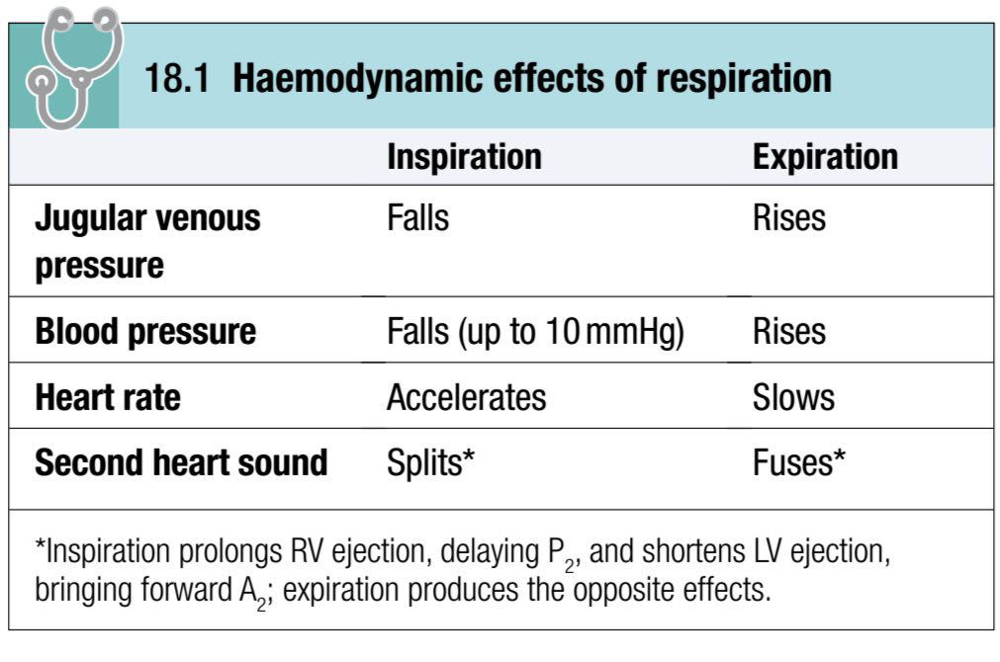 18.1 Haemodynamic effects of respiration
Inspiration Expiration
Jugular venous pressure Falls Rises
Blood pressure Falls (up to 10 mmHg) Rises
Heart rate Accelerates Slows
Second heart sound Splits* Fuses*
*Inspiration prolongs RV ejection, delaying P₂, and shortens LV ejection,
bringing forward A₂; expiration produces the opposite effects.